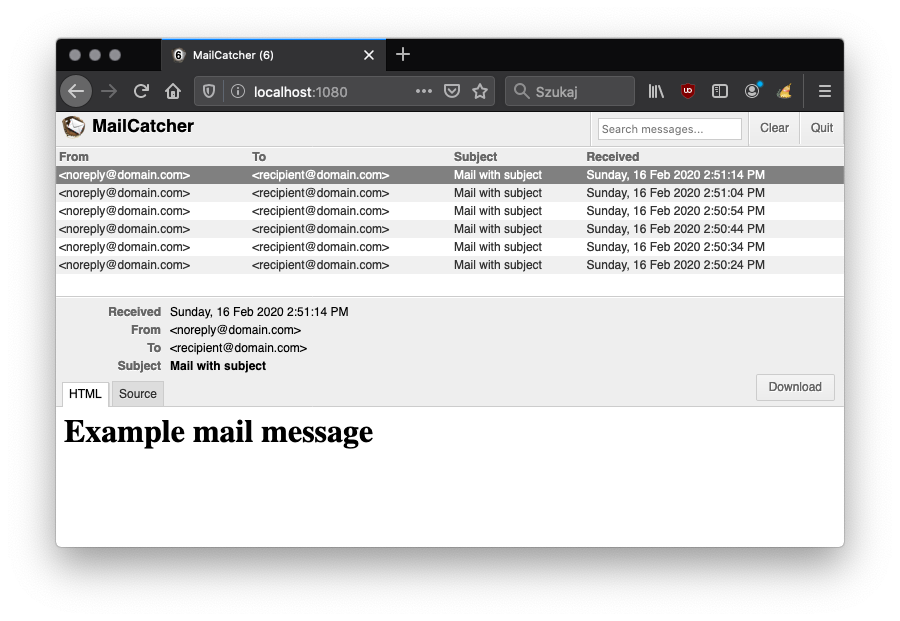 MailCatcher (6)
localhost:1080
Szukaj
MailCatcher
Search messages...
Clear
Quit
From To Subject Received
<noreply@domain.com> <recipient@domain.com> Mail with subject Sunday, 16 Feb 2020 2:51:14 PM
<noreply@domain.com> <recipient@domain.com> Mail with subject Sunday, 16 Feb 2020 2:51:04 PM
<noreply@domain.com> <recipient@domain.com> Mail with subject Sunday, 16 Feb 2020 2:50:54 PM
<noreply@domain.com> <recipient@domain.com> Mail with subject Sunday, 16 Feb 2020 2:50:44 PM
<noreply@domain.com> <recipient@domain.com> Mail with subject Sunday, 16 Feb 2020 2:50:34 PM
<noreply@domain.com> <recipient@domain.com> Mail with subject Sunday, 16 Feb 2020 2:50:24 PM
Received Sunday, 16 Feb 2020 2:51:14 PM
From <noreply@domain.com>
To <recipient@domain.com>
Subject Mail with subject
HTML
Source
Download
Example mail message